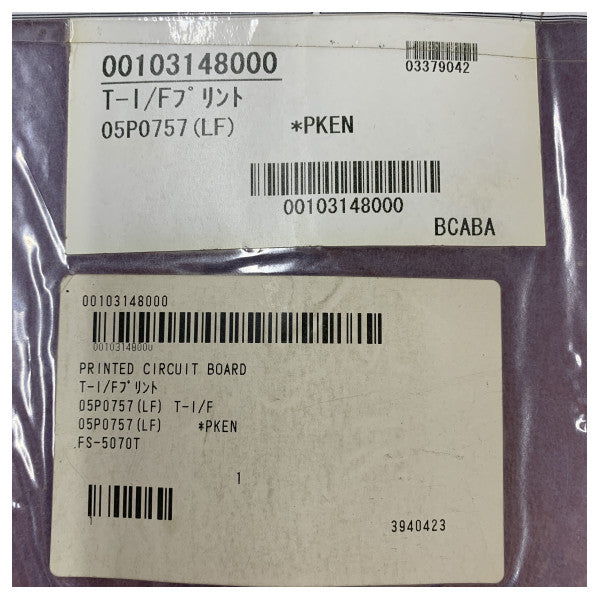 00103148000
03379042
T-I/Fﾌﾟﾘﾝﾄ
05P0757(LF) *PKEN
00103148000
BCABA
00103148000
00103148000
PRINTED CIRCUIT BOARD
T-I/Fﾌﾟﾘﾝﾄ
05P0757(LF) T-I/F
05P0757(LF) *PKEN
FS-5070T
1
3940423